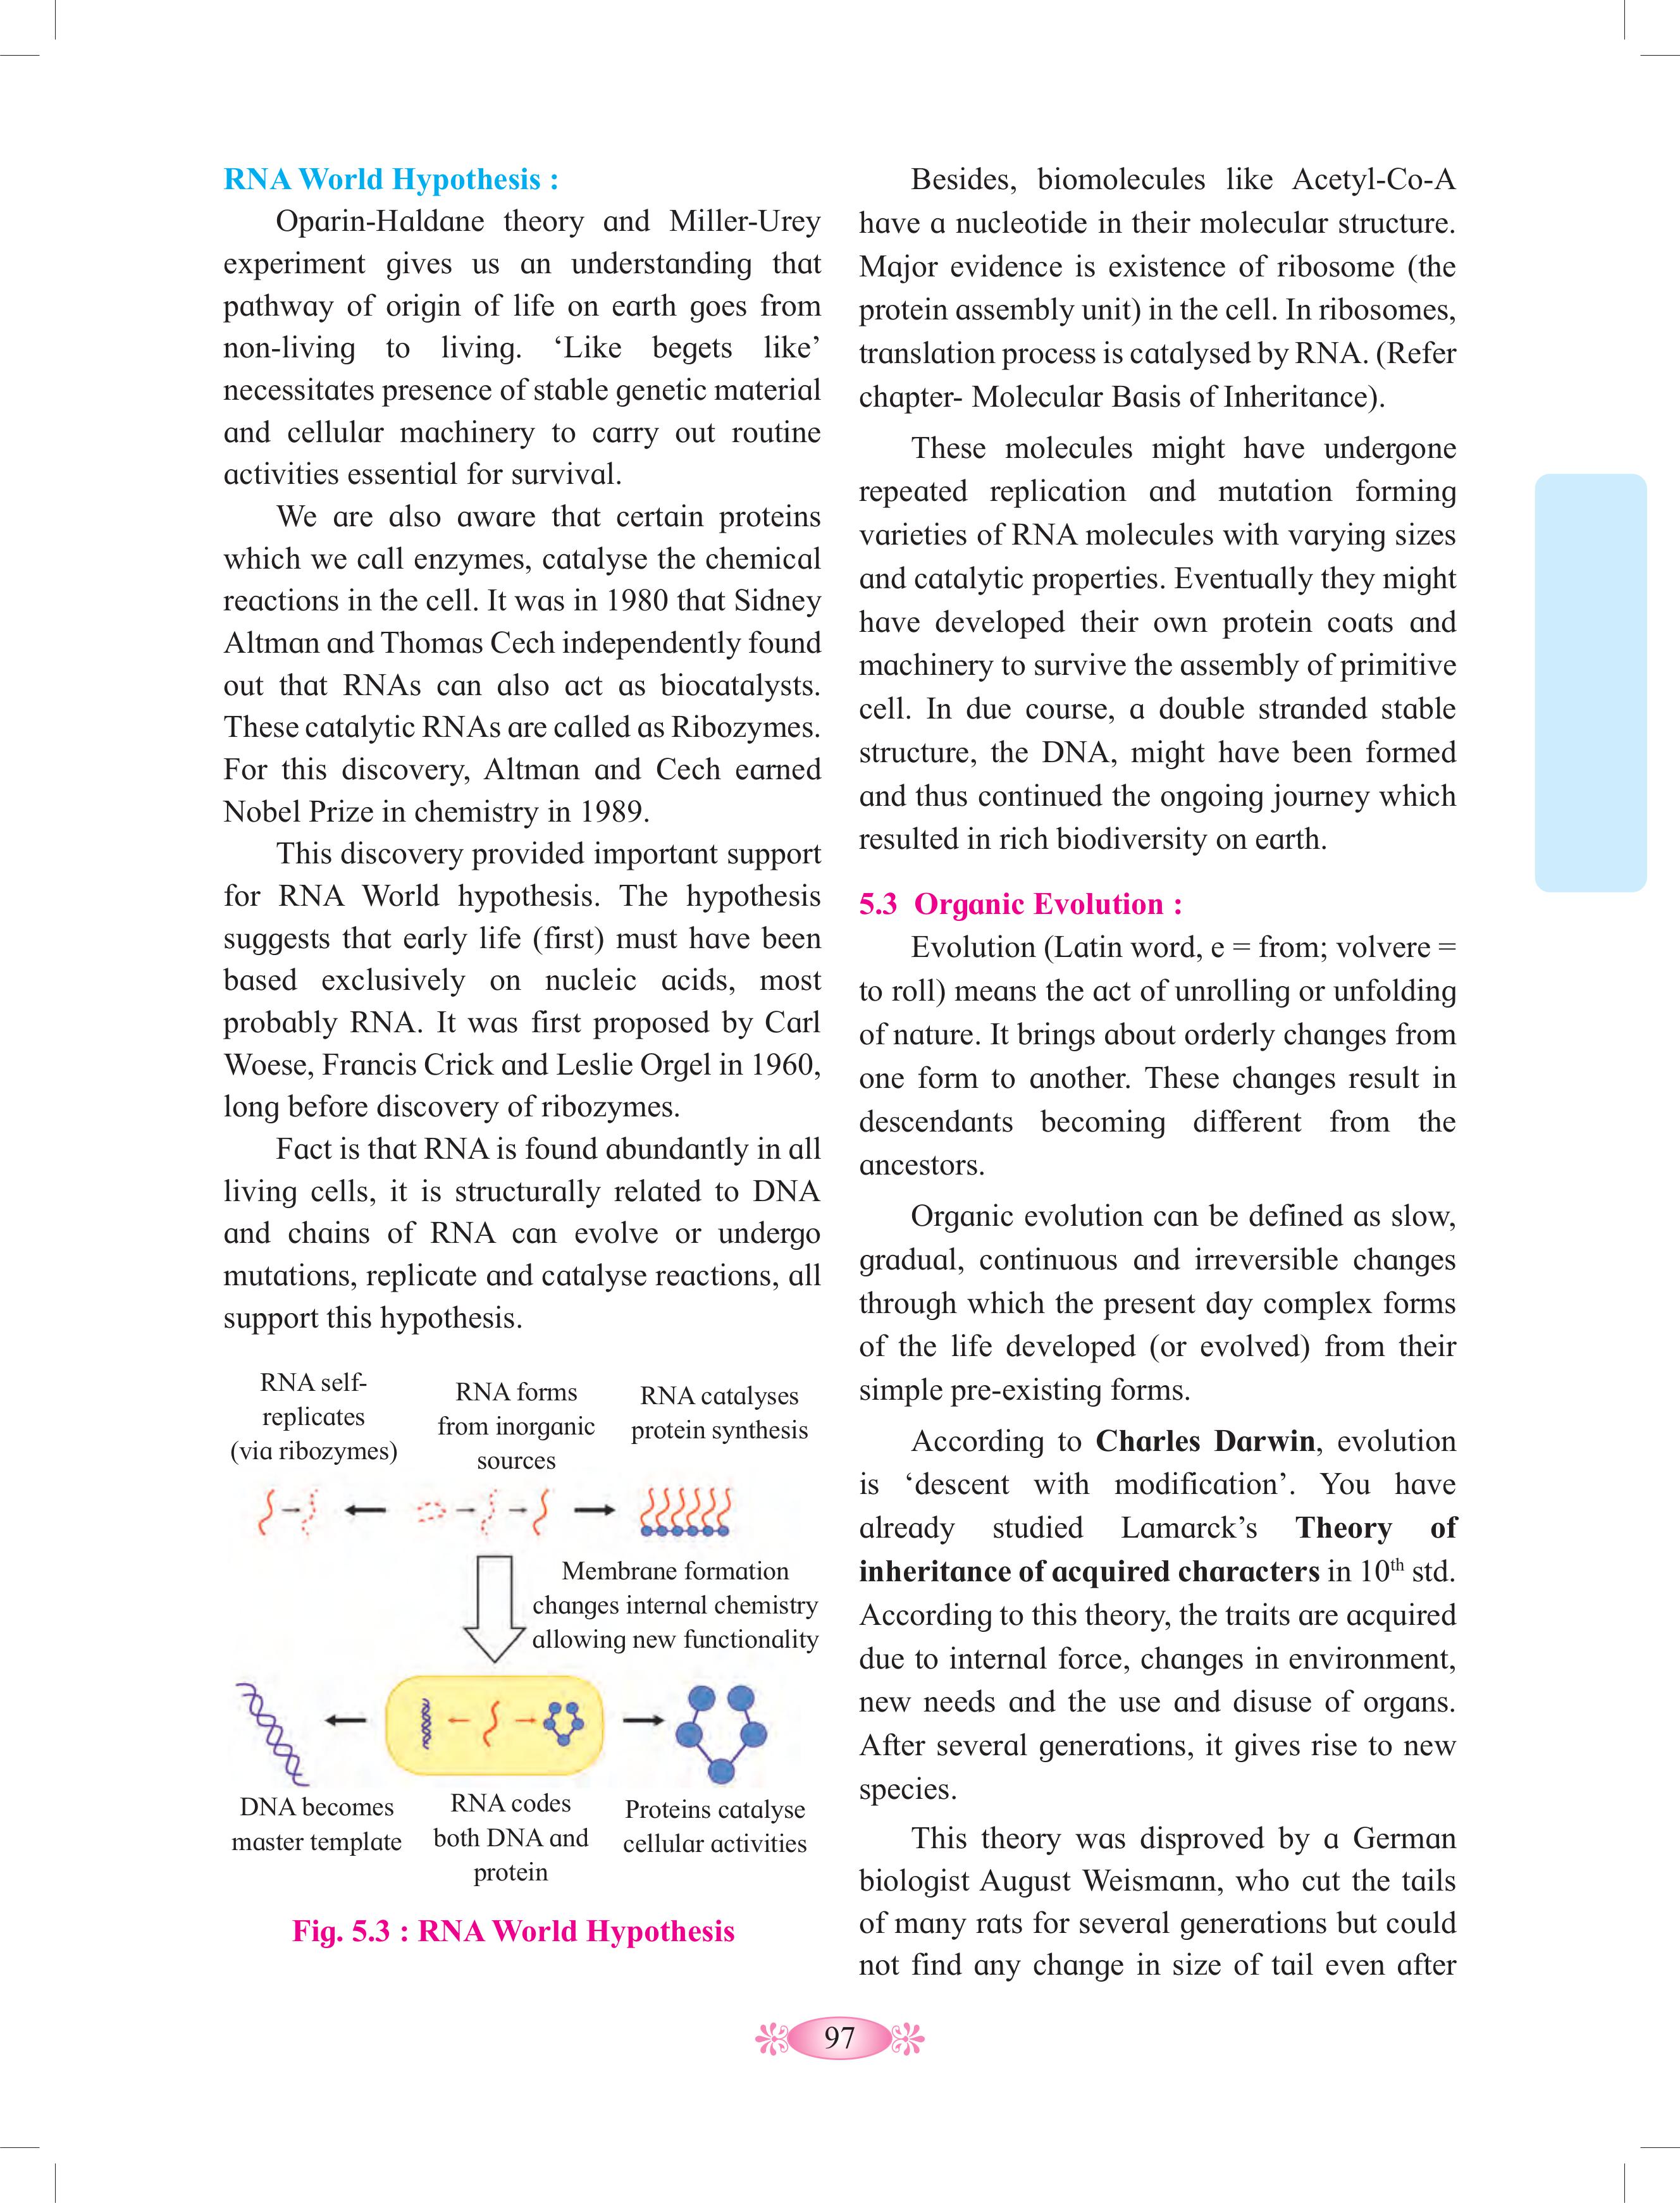 RNA World Hypothesis :
Oparin-Haldane theory and Miller-Urey
experiment gives us an understanding that
pathway of origin of life on earth goes from
non-living to living. ‘Like begets like’
necessitates presence of stable genetic material
and cellular machinery to carry out routine
activities essential for survival.
We are also aware that certain proteins
which we call enzymes, catalyse the chemical
reactions in the cell. It was in 1980 that Sidney
Altman and Thomas Cech independently found
out that RNAs can also act as biocatalysts.
These catalytic RNAs are called as Ribozymes.
For this discovery, Altman and Cech earned
Nobel Prize in chemistry in 1989.
This discovery provided important support
for RNA World hypothesis. The hypothesis
suggests that early life (first) must have been
based exclusively on nucleic acids, most
probably RNA. It was first proposed by Carl
Woese, Francis Crick and Leslie Orgel in 1960,
long before discovery of ribozymes.
Fact is that RNA is found abundantly in all
living cells, it is structurally related to DNA
and chains of RNA can evolve or undergo
mutations, replicate and catalyse reactions, all
support this hypothesis.
RNA self-
replicates
(via ribozymes)
RNA forms
from inorganic
sources
RNA catalyses
protein synthesis
Membrane formation
changes internal chemistry
allowing new functionality
DNA becomes
master template
RNA codes
both DNA and
protein
Proteins catalyse
cellular activities
Fig. 5.3 : RNA World Hypothesis
Besides, biomolecules like Acetyl-Co-A
have a nucleotide in their molecular structure.
Major evidence is existence of ribosome (the
protein assembly unit) in the cell. In ribosomes,
translation process is catalysed by RNA. (Refer
chapter- Molecular Basis of Inheritance).
These molecules might have undergone
repeated replication and mutation forming
varieties of RNA molecules with varying sizes
and catalytic properties. Eventually they might
have developed their own protein coats and
machinery to survive the assembly of primitive
cell. In due course, a double stranded stable
structure, the DNA, might have been formed
and thus continued the ongoing journey which
resulted in rich biodiversity on earth.
5.3 Organic Evolution :
Evolution (Latin word, e = from; volvere =
to roll) means the act of unrolling or unfolding
of nature. It brings about orderly changes from
one form to another. These changes result in
descendants becoming different from the
ancestors.
Organic evolution can be defined as slow,
gradual, continuous and irreversible changes
through which the present day complex forms
of the life developed (or evolved) from their
simple pre-existing forms.
According to Charles Darwin, evolution
is ‘descent with modification’. You have
already studied Lamarck’s Theory of
inheritance of acquired characters in 10th std.
According to this theory, the traits are acquired
due to internal force, changes in environment,
new needs and the use and disuse of organs.
After several generations, it gives rise to new
species.
This theory was disproved by a German
biologist August Weismann, who cut the tails
of many rats for several generations but could
not find any change in size of tail even after
97